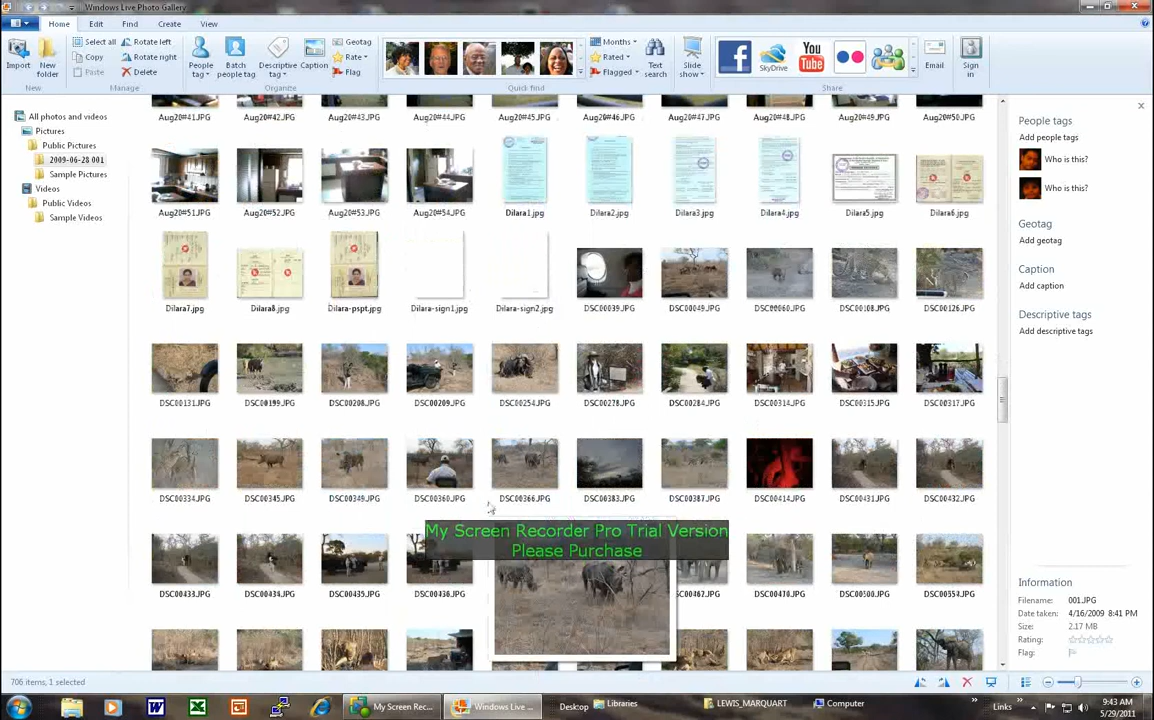 Windows Live Photo Gallery
Home Edit Find Create View
Import New folder Select all Copy Paste Rotate left Rotate right Delete People tag Batch people tag Descriptive tag Caption Geotag Rate Flag Months Rated Flagged Text search Slide show SkyDrive You Tube Email Sign in
New Manage Organize Quick find Share
All photos and videos
Pictures
Public Pictures
2009-06-28 001
Sample Pictures
Videos
Public Videos
Sample Videos
Aug20#41.JPG Aug20#42.JPG Aug20#43.JPG Aug20#44.JPG Aug20#45.JPG Aug20#46.JPG Aug20#47.JPG Aug20#48.JPG Aug20#49.JPG Aug20#50.JPG
Aug20#51.JPG Aug20#52.JPG Aug20#53.JPG Aug20#54.JPG Dilara1.jpg Dilara2.jpg Dilara3.jpg Dilara4.jpg Dilara5.jpg Dilara6.jpg
Dilara7.jpg Dilara8.jpg Dilara-pspt.jpg Dilara-sign1.jpg Dilara-sign2.jpg DSC00039.JPG DSC00049.JPG DSC00060.JPG DSC00108.JPG DSC00126.JPG
DSC00131.JPG DSC00199.JPG DSC00208.JPG DSC00209.JPG DSC00254.JPG DSC00278.JPG DSC00284.JPG DSC00314.JPG DSC00315.JPG DSC00317.JPG
DSC00334.JPG DSC00345.JPG DSC00349.JPG DSC00360.JPG DSC00366.JPG DSC00383.JPG DSC00387.JPG DSC00414.JPG DSC00431.JPG DSC00432.JPG
My Screen Recorder Pro Trial Version
Please Purchase
DSC00433.JPG DSC00434.JPG DSC00435.JPG DSC00436.JPG
People tags
Add people tags
Who is this?
Who is this?
Geotag
Add geotag
Caption
Add caption
Descriptive tags
Add descriptive tags
Information
Filename: 001.JPG
Date taken: 4/16/2009 8:41 PM
Size: 2.17 MB
Rating:
Flag:
706 items, 1 selected
My Screen Rec... Windows Live ... Desktop Libraries LEWIS_MARQUART Computer Links 9:43 AM
5/29/2011